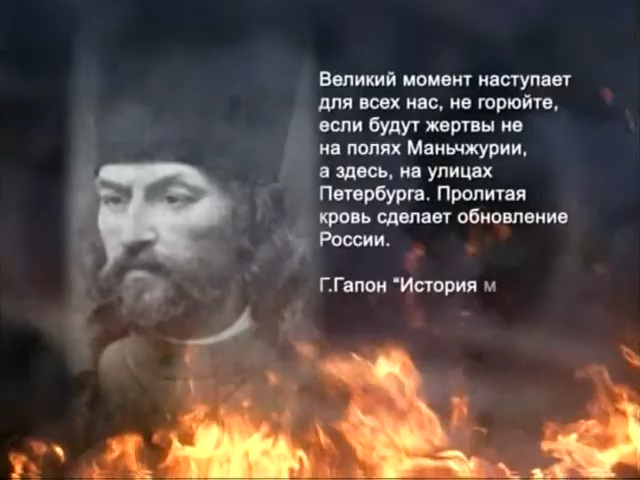 Великий момент наступает
для всех нас, не горюйте,
если будут жертвы не
на полях Маньчжурии,
а здесь, на улицах
Петербурга. Пролитая
кровь сделает обновление
России.
Г.Гапон “История м